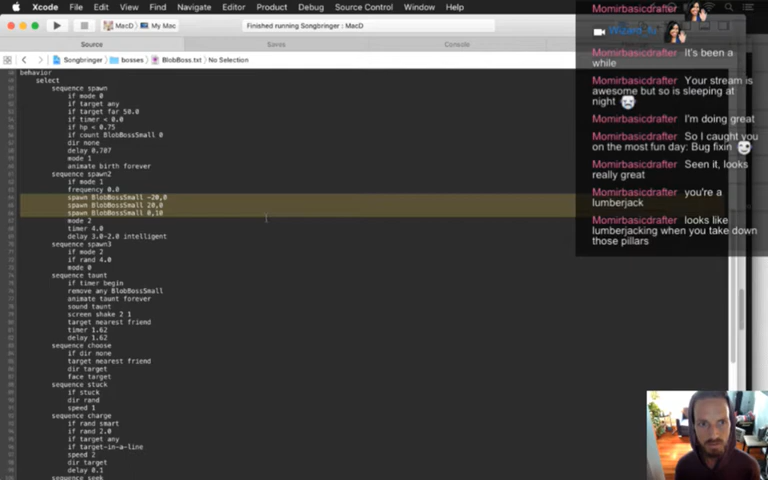 Xcode File Edit View Find Navigate Editor Product Debug Source Control Window Help
MacD My Mac
Finished running Songbringer : MacD
Source Saves Console
Songbringer bosses BlobBoss.txt No Selection
behavior
select
sequence spawn
if mode 0
if target any
if target far 50.0
if timer < 0.0
if hp < 0.75
if count BlobBossSmall 0
dir none
delay 0.707
mode 1
animate birth forever
sequence spawn2
if mode 1
frequency 0.0
spawn BlobBossSmall -20,0
spawn BlobBossSmall 20,0
spawn BlobBossSmall 0,10
mode 2
timer 4.0
delay 3.0-2.0 intelligent
sequence spawn3
if mode 2
if rand 4.0
mode 0
sequence taunt
if timer begin
remove any BlobBossSmall
animate taunt forever
sound taunt
screen shake 2 1
target nearest friend
timer 1.62
delay 1.62
sequence choose
if dir none
target nearest friend
dir target
face target
sequence stuck
if stuck
dir rand
speed 1
sequence charge
if rand smart
if rand 2.0
if target any
if target-in-a-line
speed 2
dir target
delay 0.1
sequence seek
Momirbasicdrafter
Momirbasicdrafter It's been a
while
Momirbasicdrafter Your stream is
awesome but so is sleeping at
night
Momirbasicdrafter I'm doing great
Momirbasicdrafter So I caught you
on the most fun day: Bug fixin
Momirbasicdrafter Seen it, looks
really great
Momirbasicdrafter you're a
lumberjack
Momirbasicdrafter looks like
lumberjacking when you take down
those pillars